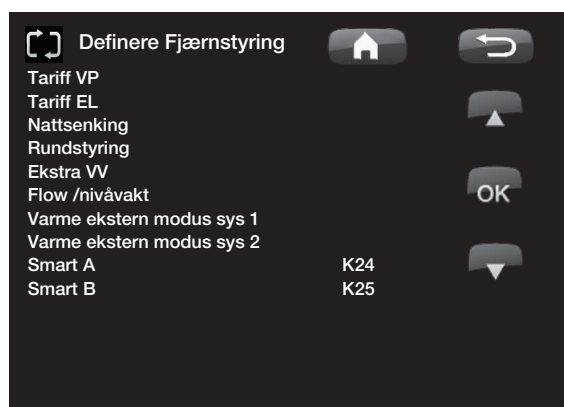 Definere Fjærnstyring
Tariff VP
Tariff EL
Nattsenking
Rundstyring
Ekstra VV
Flow /nivåvakt
OK
Varme ekstern modus sys 1
Varme ekstern modus sys 2
Smart A K24
Smart B K25